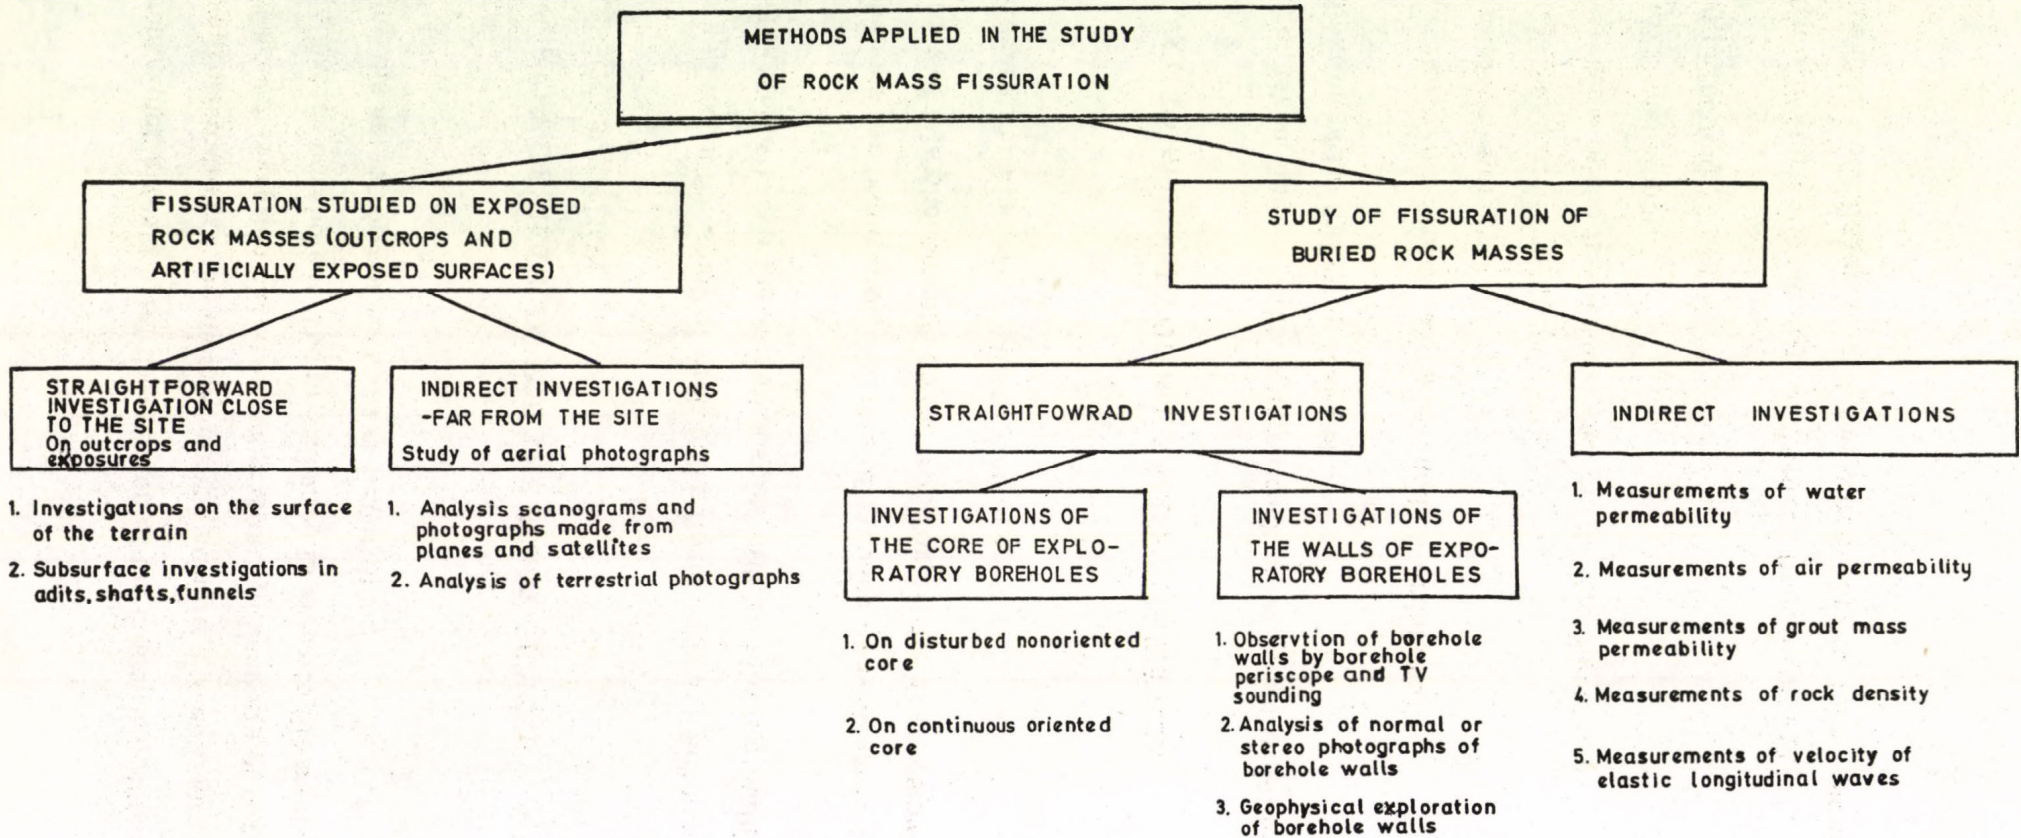 METHODS APPLIED IN THE STUDY
OF ROCK MASS FISSURATION
FISSURATION STUDIED ON EXPOSED
ROCK MASSES (OUTCROPS AND
ARTIFICIALLY EXPOSED SURFACES)
STUDY OF FISSURATION OF
BURIED ROCK MASSES
STRAIGHTFORWARD
INVESTIGATION CLOSE
TO THE SITE
On outcrops and
exposures
1. Investigations on the surface
of the terrain
2. Subsurface investigations in
adits, shafts, funnels
INDIRECT INVESTIGATIONS
-FAR FROM THE SITE
Study of aerial photographs
1. Analysis scanograms and
photographs made from
planes and satellites
2. Analysis of terrestrial photographs
STRAIGHTFOWRAD INVESTIGATIONS
INVESTIGATIONS OF
THE CORE OF EXPLO-
RATORY BOREHOLES
1. On disturbed nonoriented
core
2. On continuous oriented
core
INVESTIGATIONS OF
THE WALLS OF EXPO-
RATORY BOREHOLES
1. Observtion of borehole
walls by borehole
periscope and TV
sounding
2. Analysis of normal or
stereo photographs of
borehole walls
3. Geophysical exploration
of borehole walls
INDIRECT INVESTIGATIONS
1. Measurements of water
permeability
2. Measurements of air permeability
3. Measurements of grout mass
permeability
4. Measurements of rock density
5. Measurements of velocity of
elastic longitudinal waves